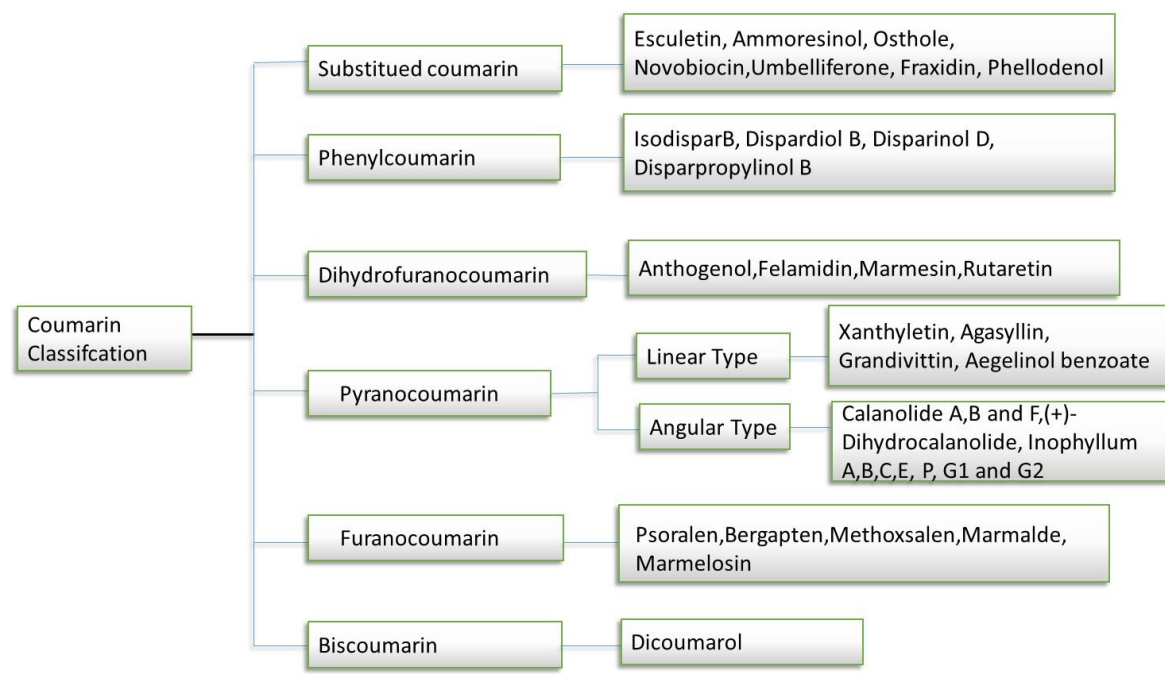 Coumarin
Classifcation
Substitued coumarin
Esculetin, Ammoresinol, Osthole,
Novobiocin,Umbelliferone, Fraxidin, Phellodenol
Phenylcoumarin
IsodisparB, Dispardiol B, Disparinol D,
Disparpropylinol B
Dihydrofuranocoumarin
Anthogenol,Felamidin,Marmesin,Rutaretin
Pyranocoumarin
Linear Type
Xanthyletin, Agasyllin,
Grandivittin, Aegelinol benzoate
Angular Type
Calanolide A,B and F,(+)-
Dihydrocalanolide, Inophyllum
A,B,C,E, P, G1 and G2
Furanocoumarin
Psoralen,Bergapten,Methoxsalen,Marmalde,
Marmelosin
Biscoumarin
Dicoumarol